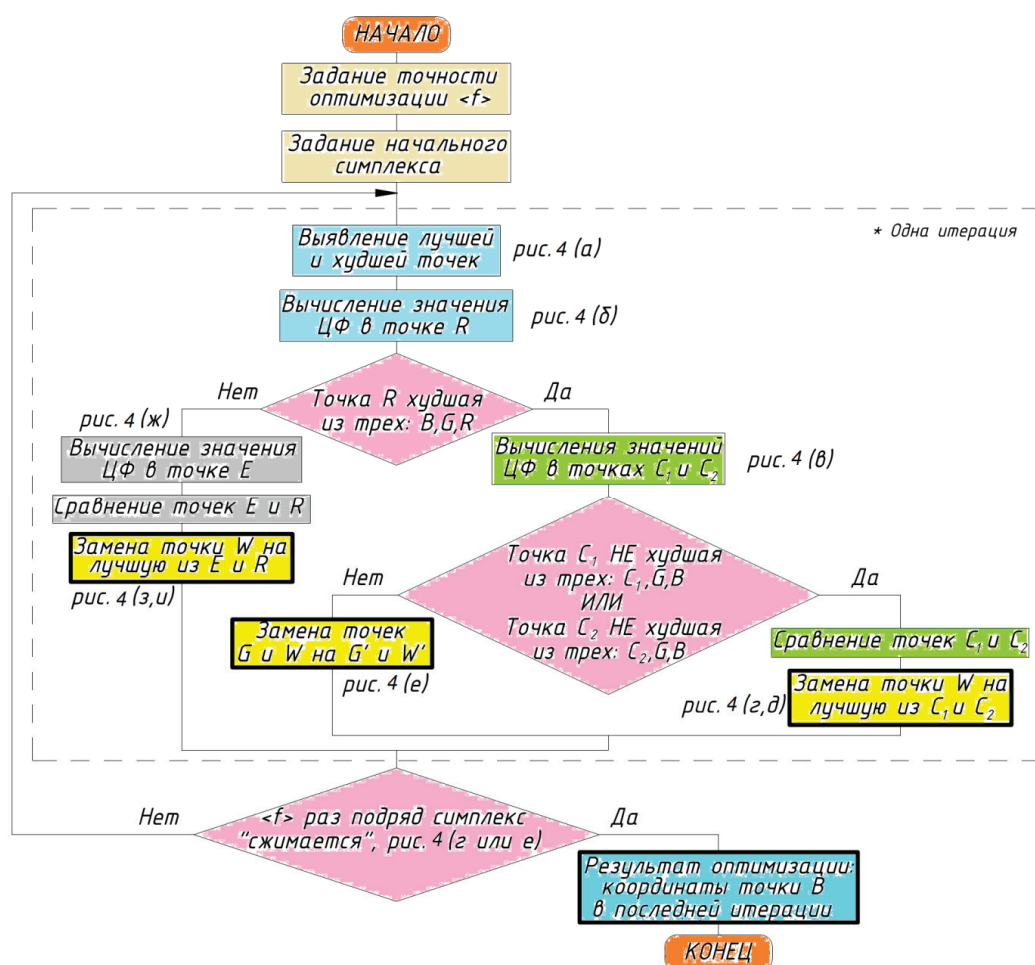 НАЧАЛО
Задание точности
оптимизации <f>
Задание начального
симплекса
* Одна итерация
Выявление лучшей
и худшей точек
рис. 4 (а)
Вычисление значения
ЦФ в точке R
рис. 4 (б)
Нет
Да
Точка R худшая
из трех: B,G,R
рис. 4 (ж)
Вычисление значения
ЦФ в точке E
Вычисления значений
ЦФ в точках C₁ и C₂
рис. 4 (в)
Сравнение точек E и R
Замена точки W на
лучшую из E и R
рис. 4 (з,и)
Точка C₁ НЕ худшая
из трех: C₁,G,B
ИЛИ
Точка C₂ НЕ худшая
из трех: C₂,G,B
Нет
Да
Замена точек
G и W на G' и W'
рис. 4 (е)
Сравнение точек C₁ и C₂
Замена точки W на
лучшую из C₁ и C₂
рис. 4 (г,д)
Нет
Да
<f> раз подряд симплекс
"сжимается", рис. 4 (г или е)
Результат оптимизации:
координаты точки B
в последней итерации
КОНЕЦ